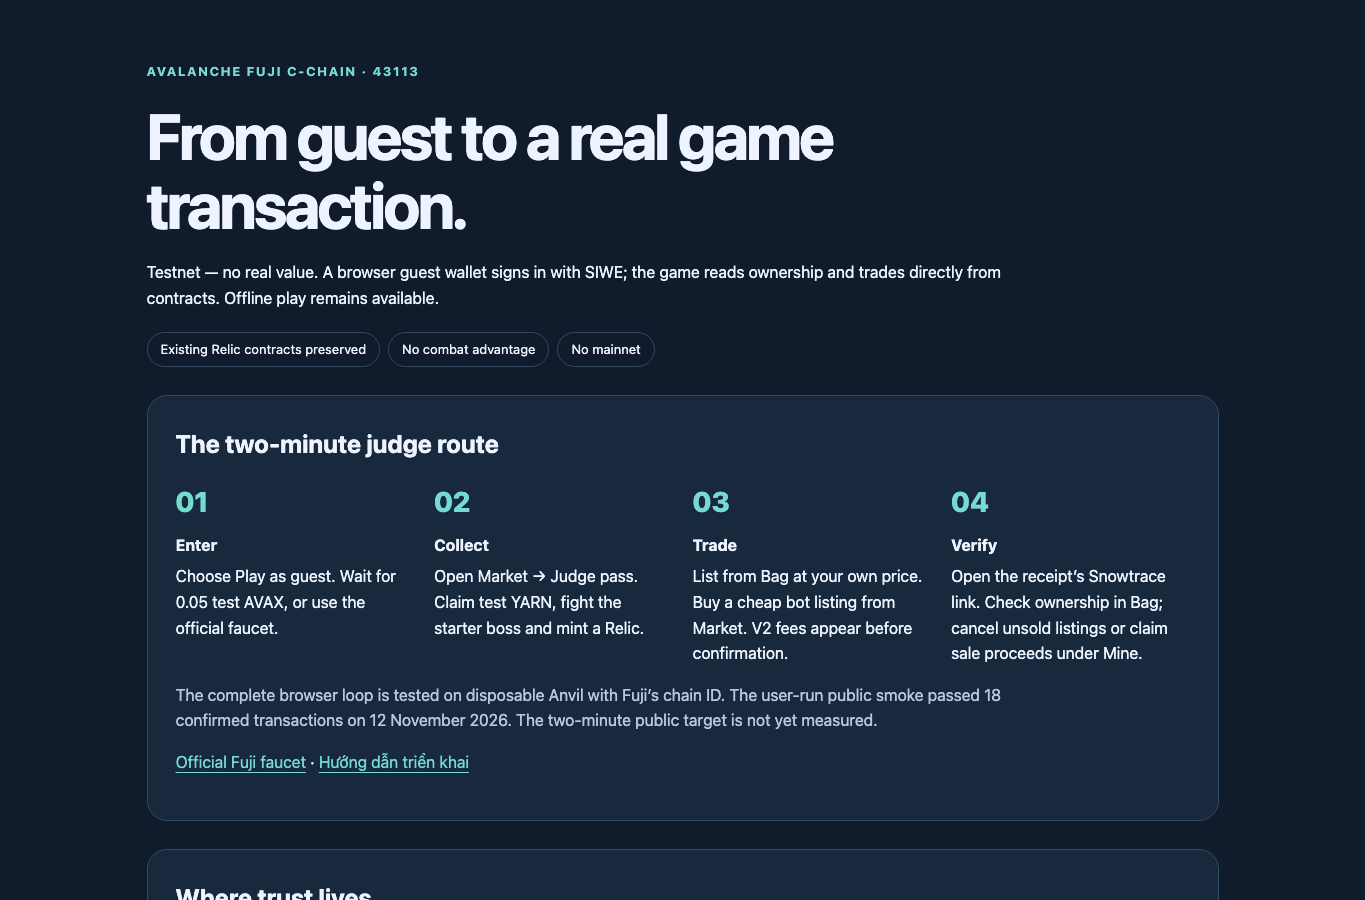 AVALANCHE FUJI C-CHAIN · 43113
From guest to a real game
transaction.
Testnet — no real value. A browser guest wallet signs in with SIWE; the game reads ownership and trades directly from
contracts. Offline play remains available.
Existing Relic contracts preserved
No combat advantage
No mainnet
The two-minute judge route
01
Enter
Choose Play as guest. Wait for
0.05 test AVAX, or use the
official faucet.
02
Collect
Open Market → Judge pass.
Claim test YARN, fight the
starter boss and mint a Relic.
03
Trade
List from Bag at your own price.
Buy a cheap bot listing from
Market. V2 fees appear before
confirmation.
04
Verify
Open the receipt’s Snowtrace
link. Check ownership in Bag;
cancel unsold listings or claim
sale proceeds under Mine.
The complete browser loop is tested on disposable Anvil with Fuji’s chain ID. The user-run public smoke passed 18
confirmed transactions on 12 November 2026. The two-minute public target is not yet measured.
Official Fuji faucet · Hướng dẫn triển khai
Where trust lives